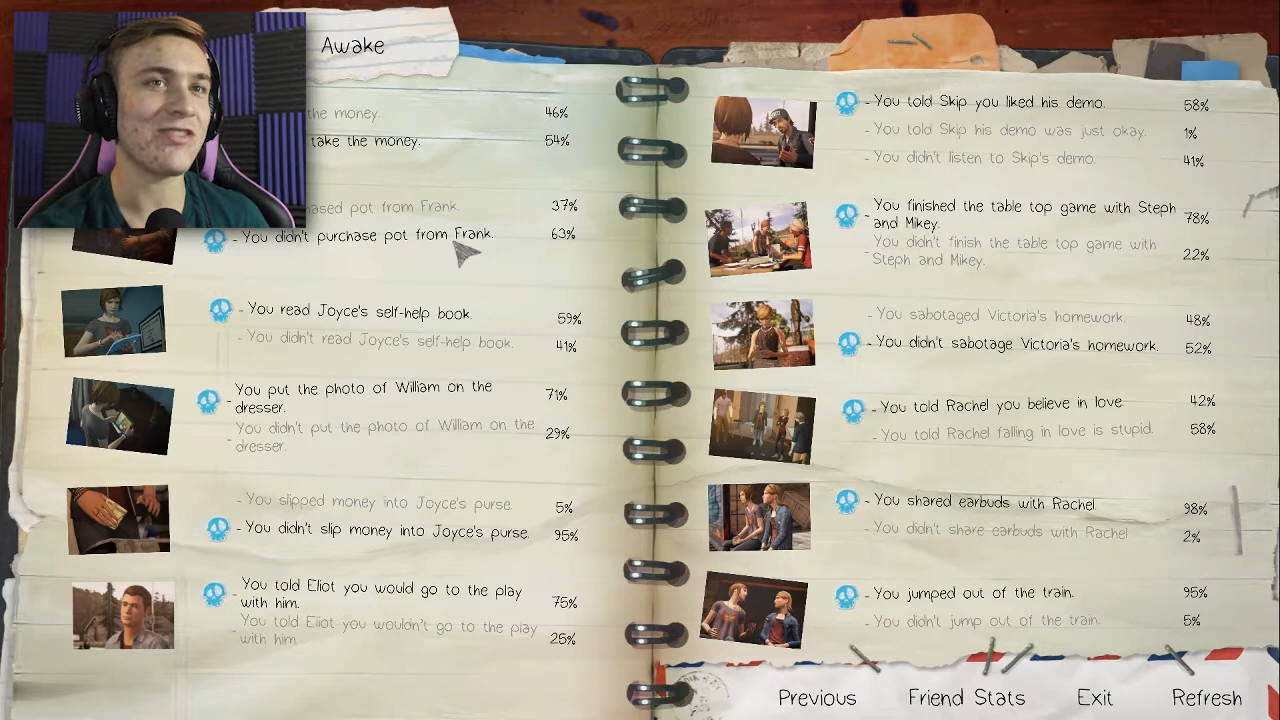 Awake
the money.
46%
take the money.
54%
ased pot from Frank.
37%
- You didn't purchase pot from Frank.
63%
- You read Joyce's self-help book.
59%
- You didn't read Joyce's self-help book.
41%
- You put the photo of William on the
dresser.
71%
- You didn't put the photo of William on the
dresser.
29%
- You slipped money into Joyce's purse.
5%
- You didn't slip money into Joyce's purse.
95%
- You told Eliot you would go to the play
with him.
75%
- You told Eliot you wouldn't go to the play
with him.
25%
- You told Skip you liked his demo.
58%
- You told Skip his demo was just okay.
1%
- You didn't listen to Skip's demo.
41%
- You finished the table top game with Steph
and Mikey.
78%
- You didn't finish the table top game with
Steph and Mikey.
22%
- You sabotaged Victoria's homework.
48%
- You didn't sabotage Victoria's homework.
52%
- You told Rachel you believe in love
42%
- You told Rachel falling in love is stupid.
58%
- You shared earbuds with Rachel
98%
- You didn't share earbuds with Rachel
2%
- You jumped out of the train.
95%
- You didn't jump out of the train.
5%
Previous
Friend Stats
Exit
Refresh